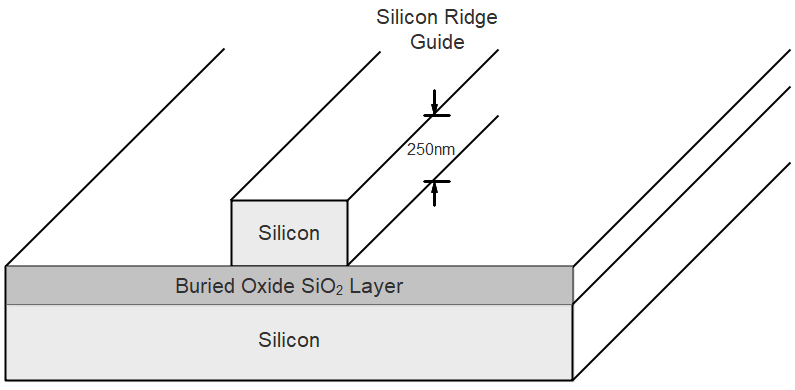 Silicon Ridge
Guide
250nm
Silicon
Buried Oxide SiO₂ Layer
Silicon